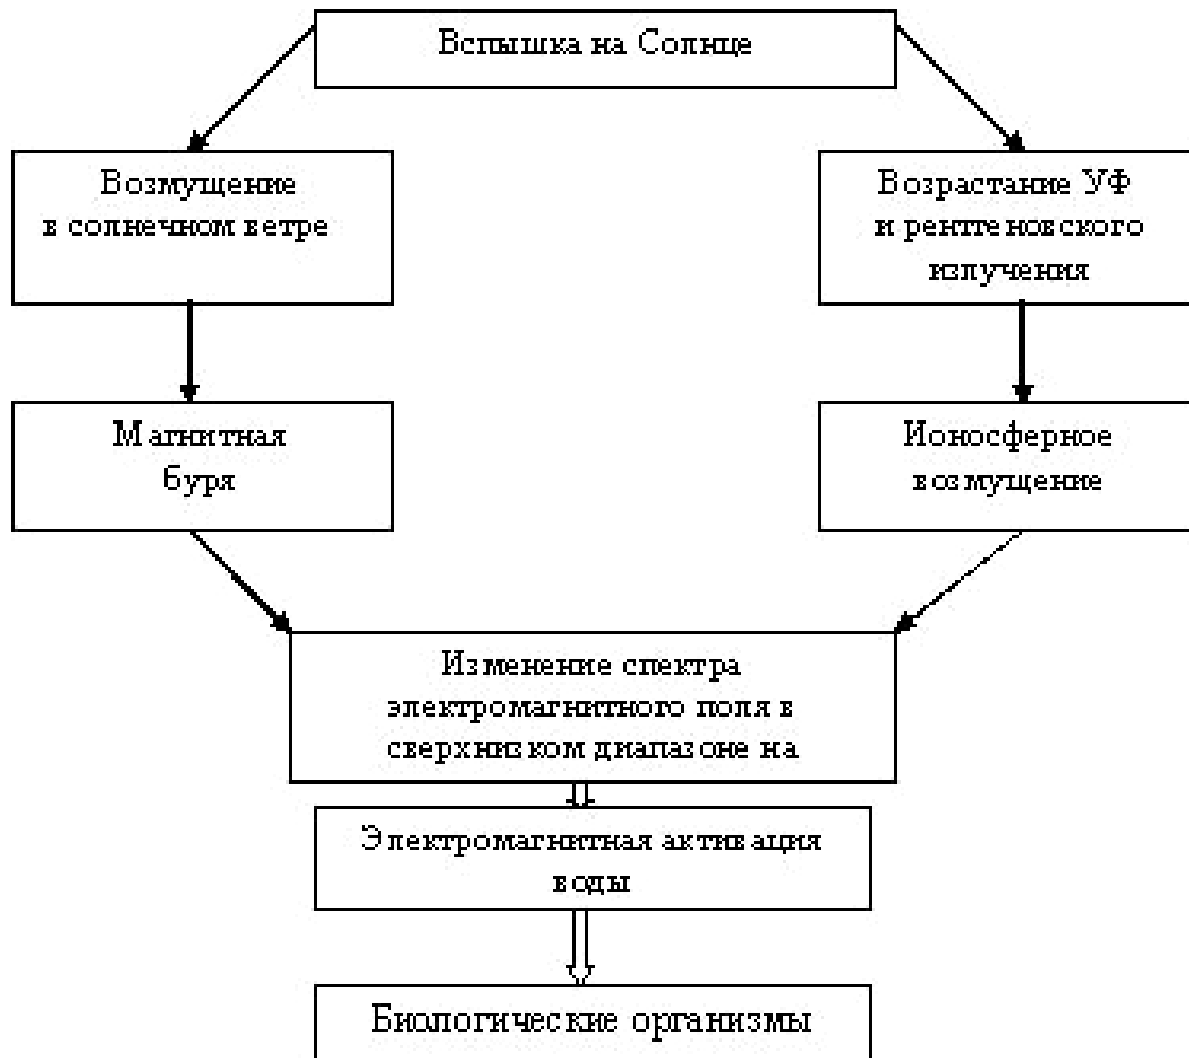 Вспышка на Солнце
Возмущение
в солнечном ветре
Возрастание УФ
и рентгеновского
излучения
Магнитная
буря
Ионосферное
возмущение
Изменение спектра
электромагнитного поля в
сверхнизком диапазоне на
Электромагнитная активация
воды
Биологические организмы